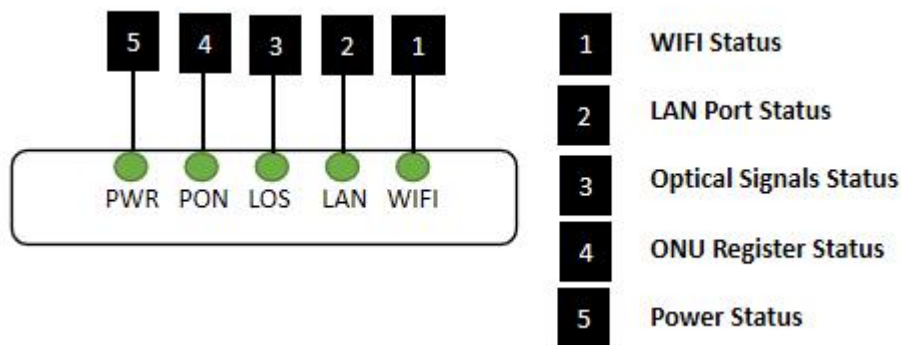 5 4 3 2 1
PWR PON LOS LAN WIFI
1 WIFI Status
2 LAN Port Status
3 Optical Signals Status
4 ONU Register Status
5 Power Status